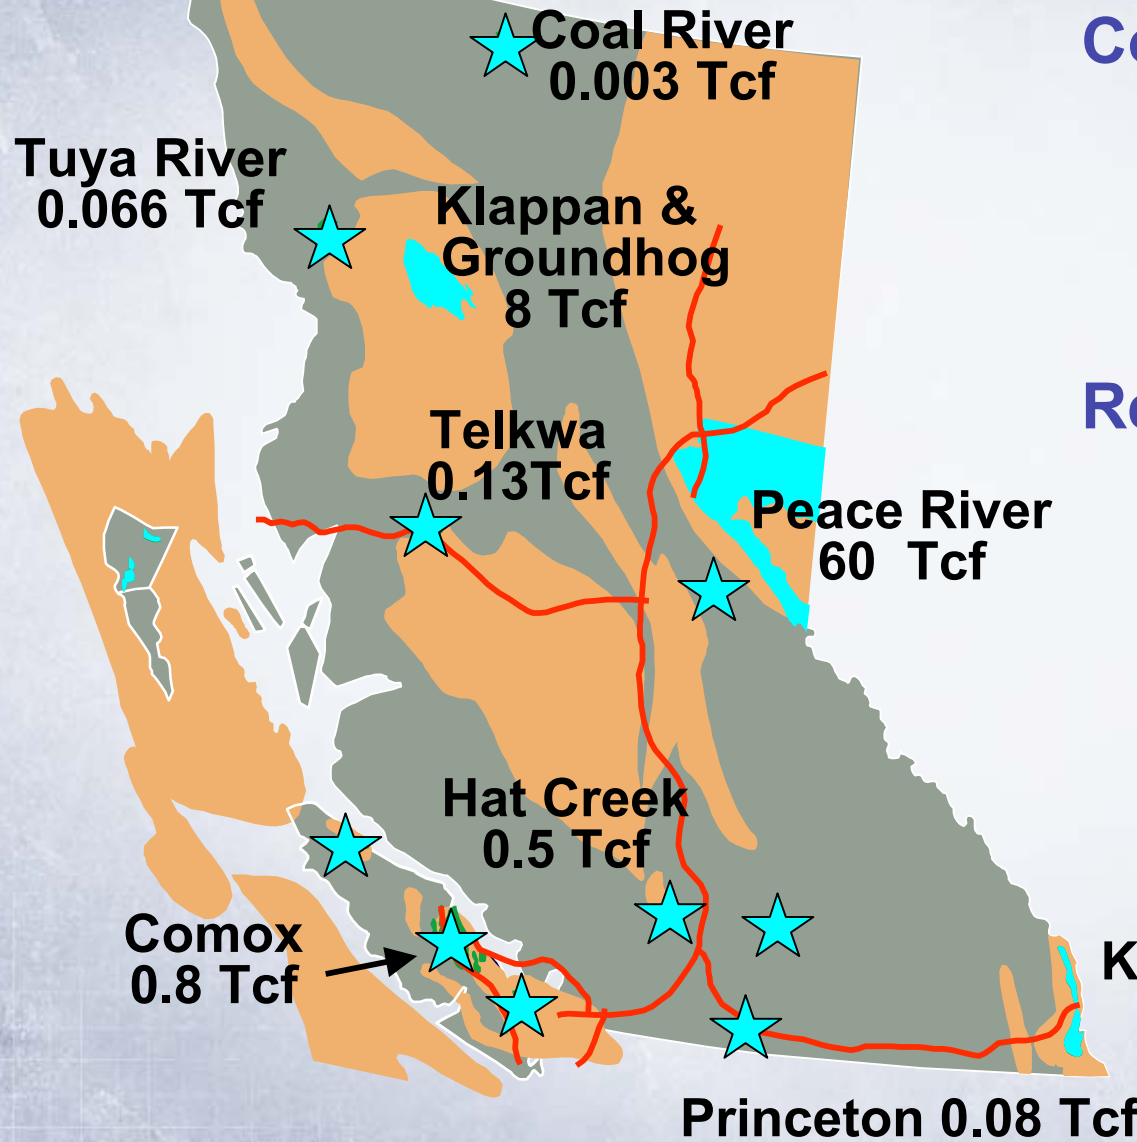 Coal River
0.003 Tcf
Tuya River
0.066 Tcf
Klappan &
Groundhog
8 Tcf
Telkwa
0.13Tcf
Peace River
60 Tcf
Hat Creek
0.5 Tcf
Comox
0.8 Tcf
Princeton 0.08 Tcf